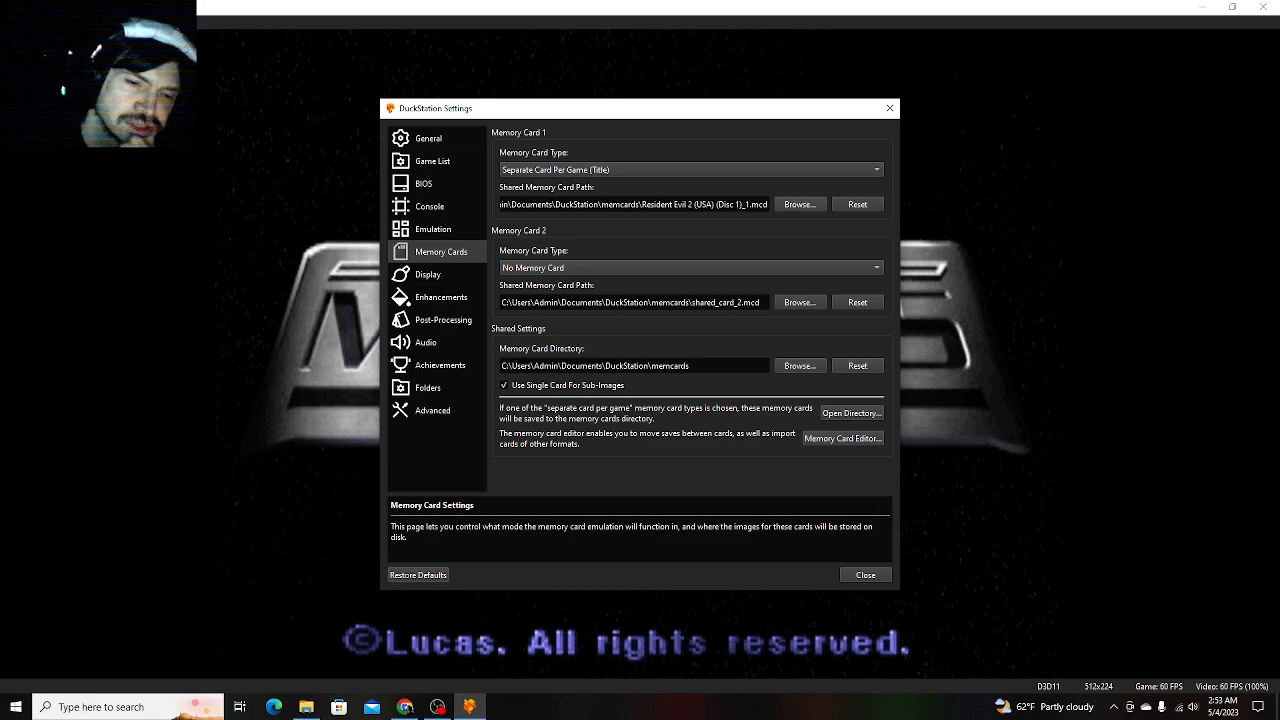 DuckStation Settings
General
Game List
BIOS
Console
Emulation
Memory Cards
Display
Enhancements
Post-Processing
Audio
Achievements
Folders
Advanced
Memory Card 1
Memory Card Type:
Separate Card Per Game (Title)
Shared Memory Card Path:
in\Documents\DuckStation\memcards\Resident Evil 2 (USA) (Disc 1)_1.mcd
Browse...
Reset
Memory Card 2
Memory Card Type:
No Memory Card
Shared Memory Card Path:
C:\Users\Admin\Documents\DuckStation\memcards\shared_card_2.mcd
Browse...
Reset
Shared Settings
Memory Card Directory:
C:\Users\Admin\Documents\DuckStation\memcards
Browse...
Reset
Use Single Card For Sub-Images
If one of the "separate card per game" memory card types is chosen, these memory cards
will be saved to the memory cards directory.
Open Directory...
The memory card editor enables you to move saves between cards, as well as import
cards of other formats.
Memory Card Editor...
Memory Card Settings
This page lets you control what mode the memory card emulation will function in, and where the images for these cards will be stored on
disk.
Restore Defaults
Close
©Lucas. All rights reserved.
D3D11
512x224
Game: 60 FPS
Video: 60 FPS (100%)
Type here to search
62°F Partly cloudy
2:53 AM
5/4/2023